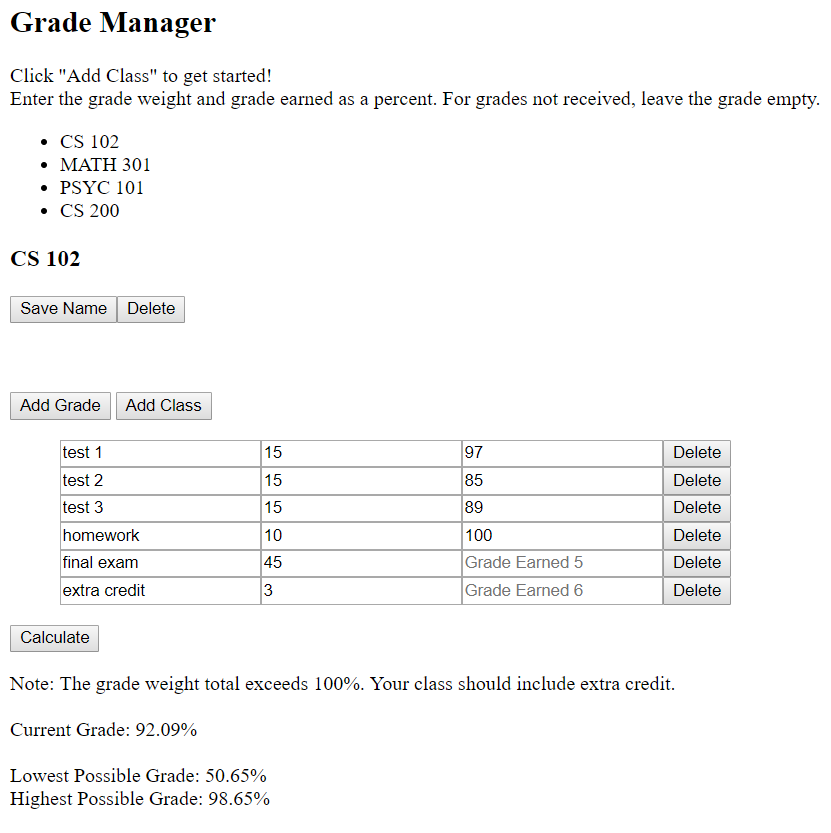 Grade Manager
Click "Add Class" to get started!
Enter the grade weight and grade earned as a percent. For grades not received, leave the grade empty.
CS 102
MATH 301
PSYC 101
CS 200
CS 102
Save Name Delete
Add Grade Add Class
test 1 15 97 Delete
test 2 15 85 Delete
test 3 15 89 Delete
homework 10 100 Delete
final exam 45 Grade Earned 5 Delete
extra credit 3 Grade Earned 6 Delete
Calculate
Note: The grade weight total exceeds 100%. Your class should include extra credit.
Current Grade: 92.09%
Lowest Possible Grade: 50.65%
Highest Possible Grade: 98.65%